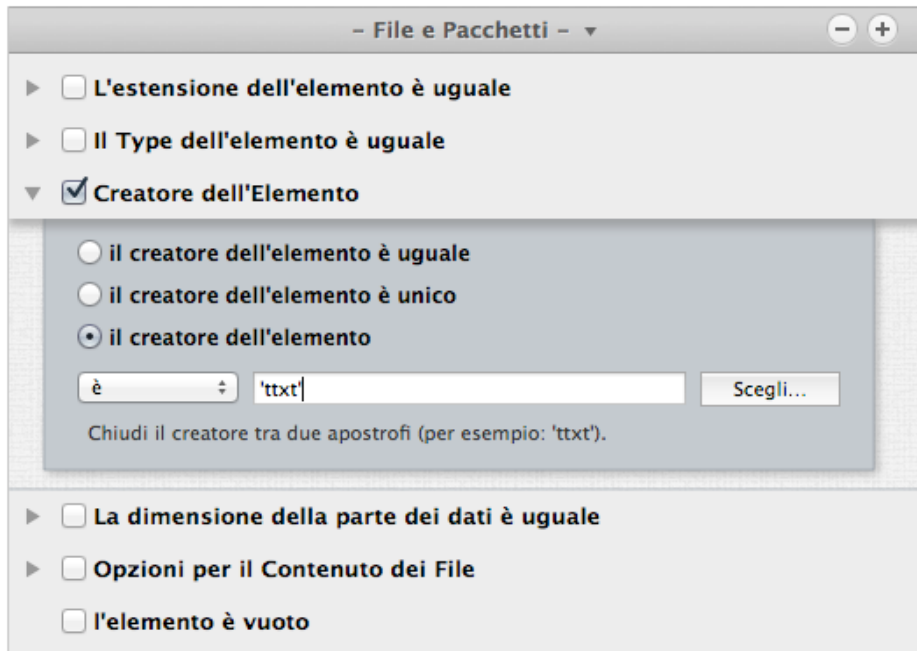 – File e Pacchetti –
L'estensione dell'elemento è uguale
Il Type dell'elemento è uguale
Creatore dell'Elemento
il creatore dell'elemento è uguale
il creatore dell'elemento è unico
il creatore dell'elemento
è 'ttxt' Scegli...
Chiudi il creatore tra due apostrofi (per esempio: 'ttxt').
La dimensione della parte dei dati è uguale
Opzioni per il Contenuto dei File
l'elemento è vuoto